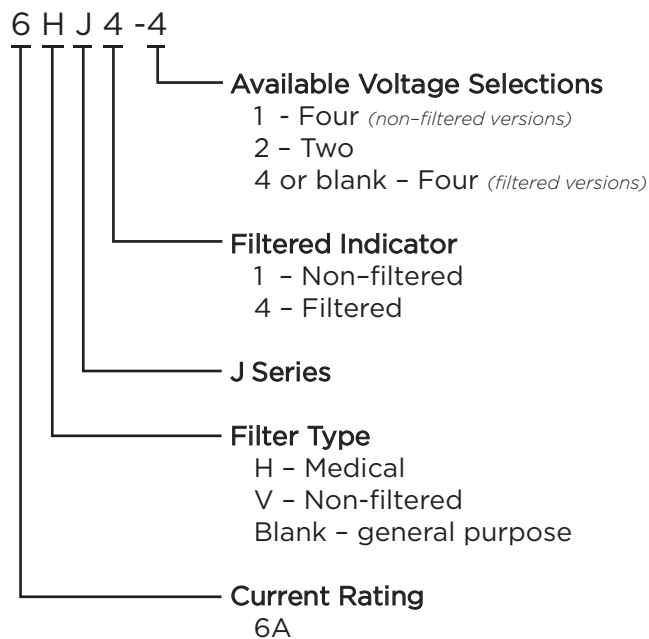 6 H J 4 -4
Available Voltage Selections
1 - Four (non–filtered versions)
2 – Two
4 or blank – Four (filtered versions)
Filtered Indicator
1 – Non–filtered
4 – Filtered
J Series
Filter Type
H – Medical
V – Non-filtered
Blank – general purpose
Current Rating
6A